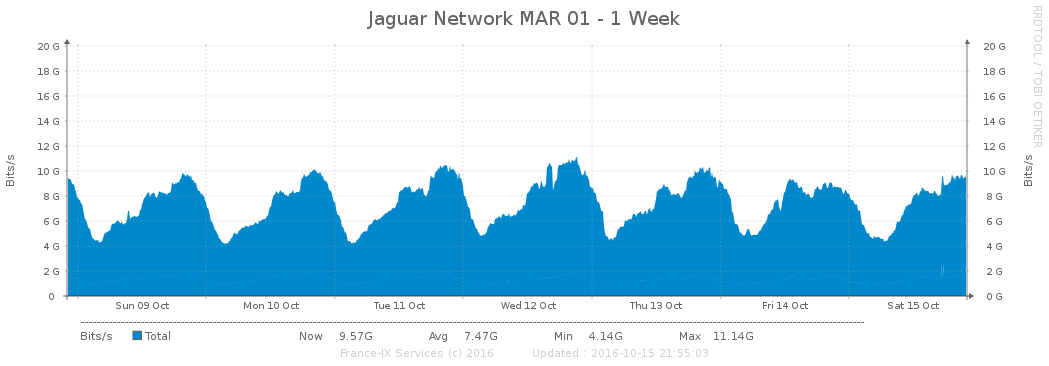 Jaguar Network MAR 01 - 1 Week
RRDTOOL / TOBI OETIKER
Bits/s
20 G 20 G
18 G 18 G
16 G 16 G
14 G 14 G
12 G 12 G
10 G 10 G
8 G 8 G
6 G 6 G
4 G 4 G
2 G 2 G
0 0 G
Bits/s
Sun 09 Oct Mon 10 Oct Tue 11 Oct Wed 12 Oct Thu 13 Oct Fri 14 Oct Sat 15 Oct
Bits/s Total Now 9.57G Avg 7.47G Min 4.14G Max 11.14G
France-IX Services (c) 2016 Updated : 2016-10-15 21:55:03